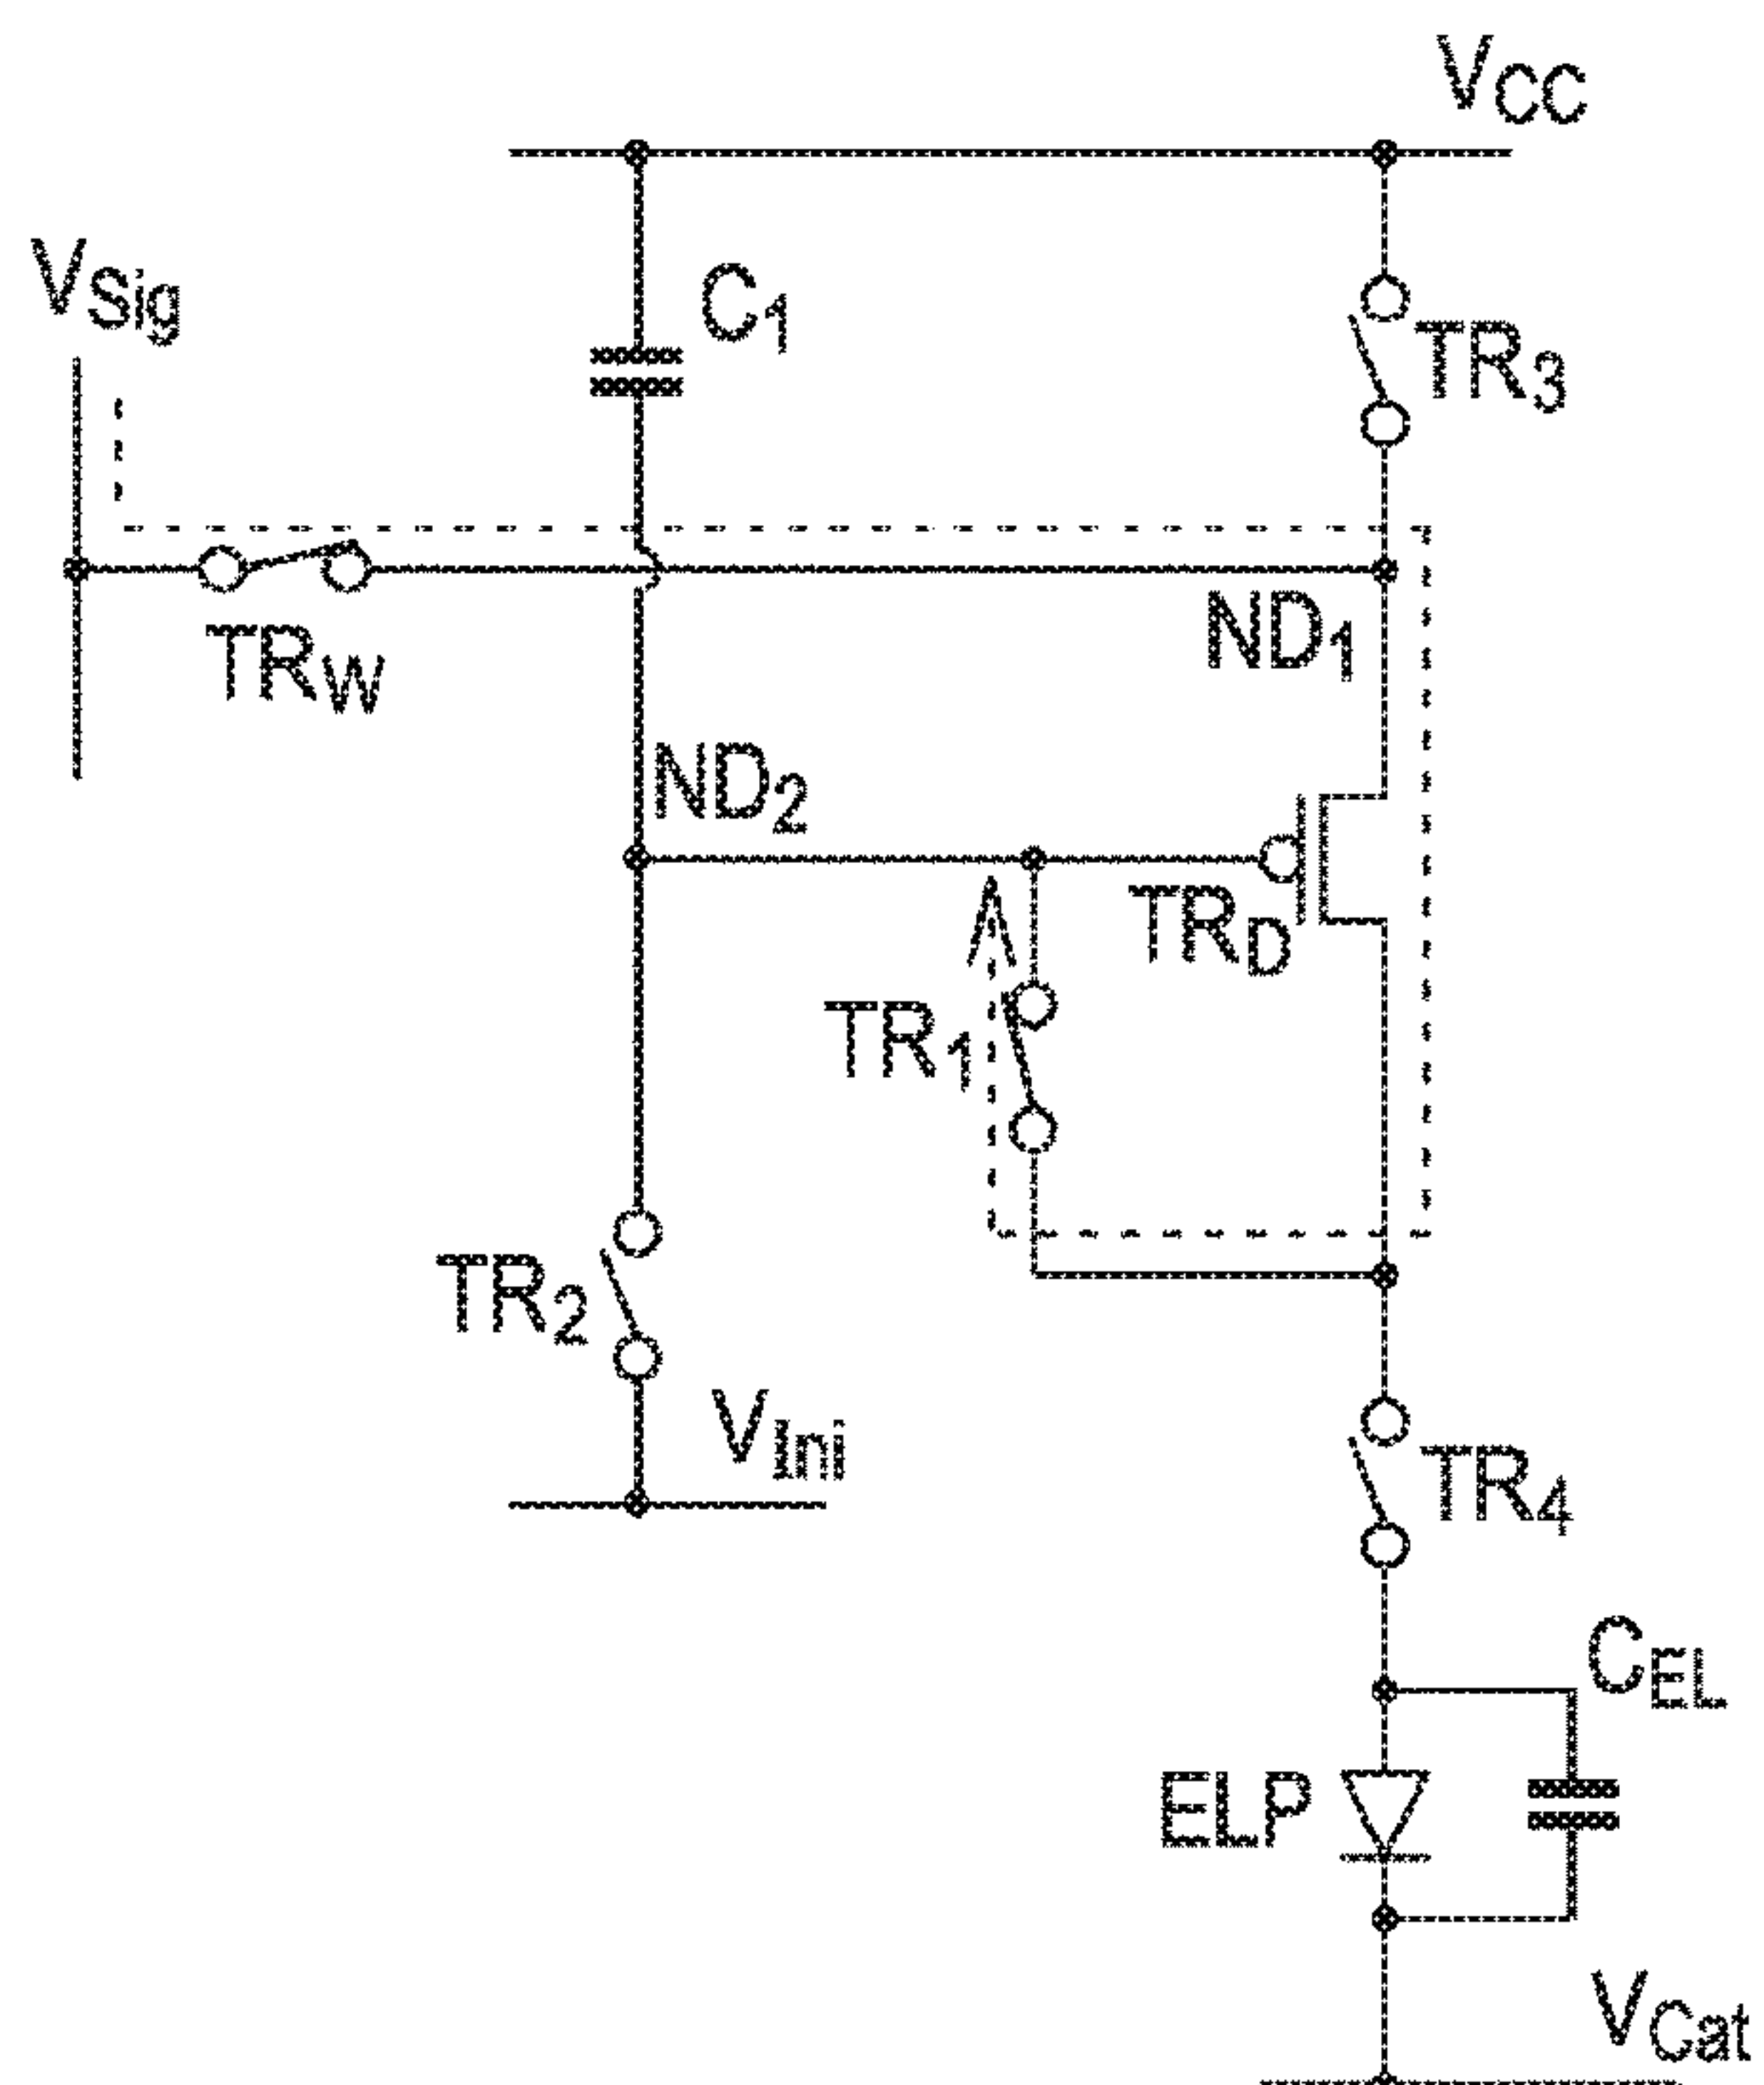 VCC
VSig
C1
TR3
TRW
ND1
ND2
TRD
TR1
TR2
VIni
TR4
CEL
ELP
VCat